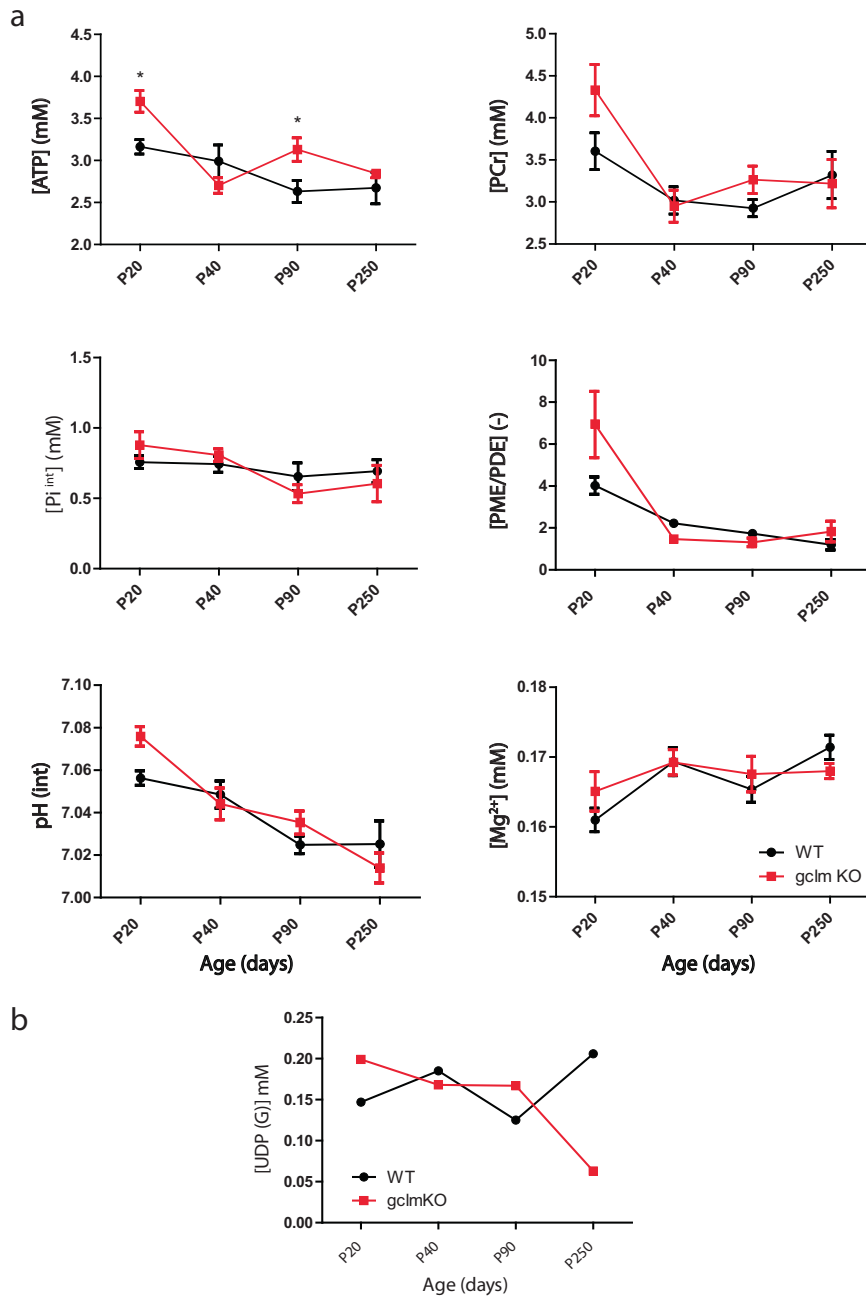 a
[ATP] (mM)
4.0
3.5
3.0
2.5
2.0
*
*
P20
P40
P90
P250
[PCr] (mM)
5.0
4.5
4.0
3.5
3.0
2.5
P20
P40
P90
P250
[Pi int] (mM)
1.5
1.0
0.5
0.0
P20
P40
P90
P250
[PME/PDE] (-)
10
8
6
4
2
0
P20
P40
P90
P250
pH (int)
7.10
7.08
7.06
7.04
7.02
7.00
P20
P40
P90
P250
Age (days)
[Mg²⁺] (mM)
0.18
0.17
0.16
0.15
WT
gclm KO
P20
P40
P90
P250
Age (days)
b
[UDP (G)] mM
0.25
0.20
0.15
0.10
0.05
0.00
WT
gclmKO
P20
P40
P90
P250
Age (days)